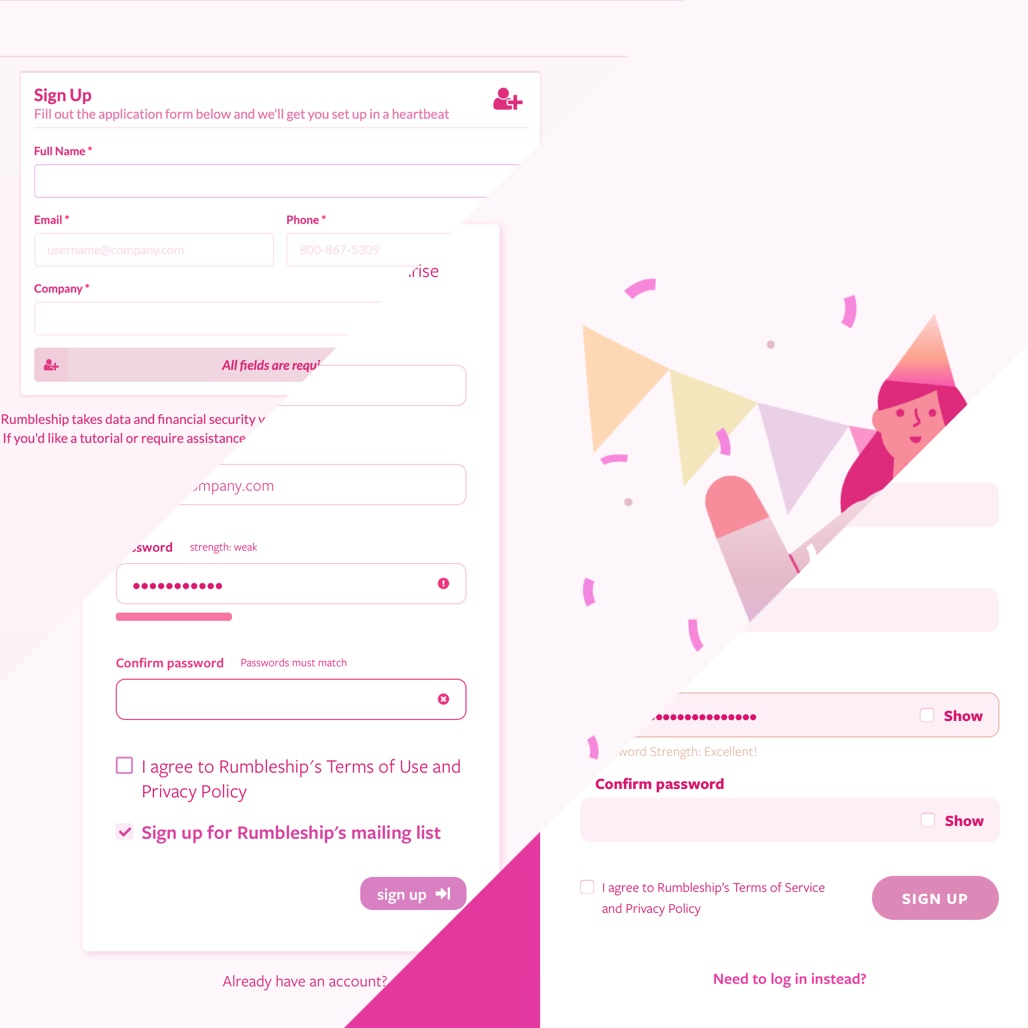 Sign Up
Fill out the application form below and we'll get you set up in a heartbeat
Full Name *
Email *
Phone *
username@company.com
800-867-5309
Company *
All fields are
Rumbleship takes data and financial security
If you'd like a tutorial or require assistance
.com
strength: weak
Confirm password
Passwords must match
I agree to Rumbleship's Terms of Use and
Privacy Policy
Sign up for Rumbleship's mailing list
sign up
Already have an account?
Show
Strength: Excellent!
Confirm password
Show
I agree to Rumbleship's Terms of Service
and Privacy Policy
SIGN UP
Need to log in instead?